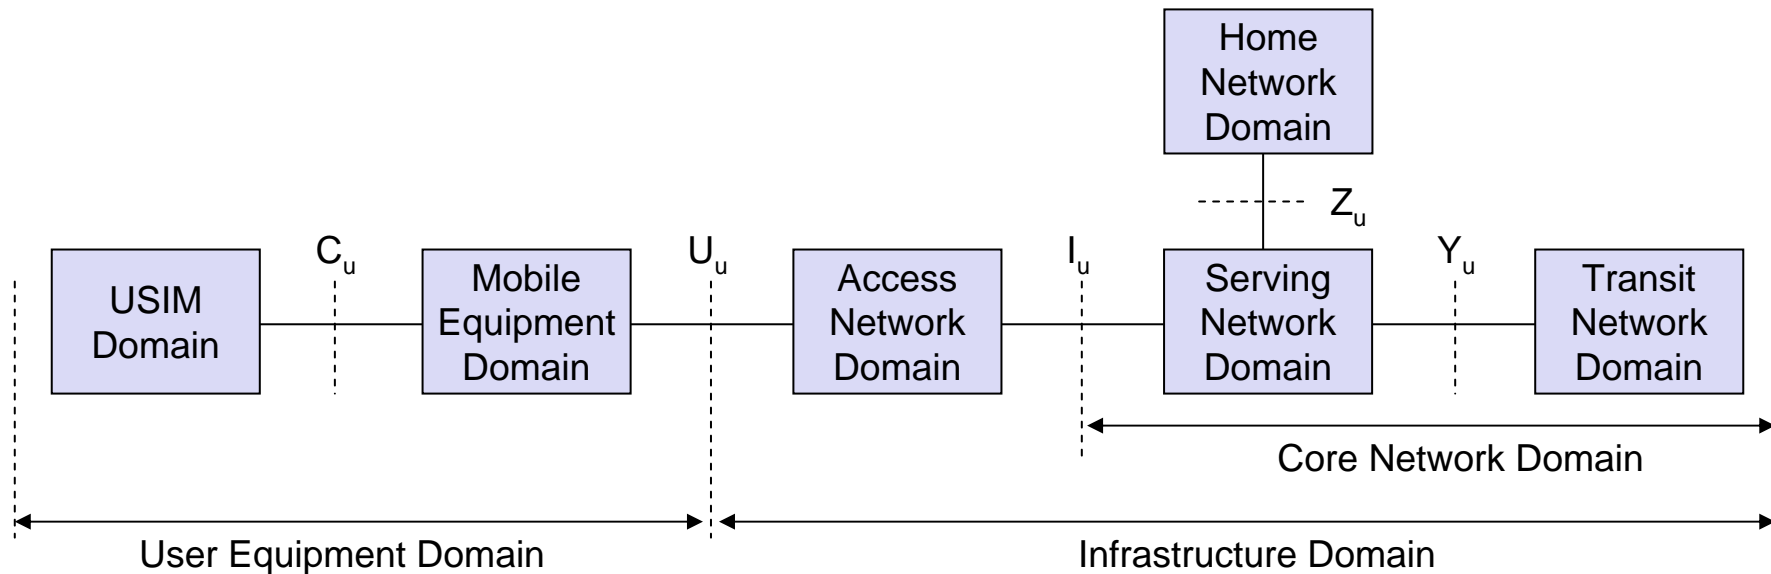 Home
Network
Domain
Zu
USIM
Domain
Cu
Mobile
Equipment
Domain
Uu
Access
Network
Domain
Iu
Serving
Network
Domain
Yu
Transit
Network
Domain
Core Network Domain
User Equipment Domain
Infrastructure Domain